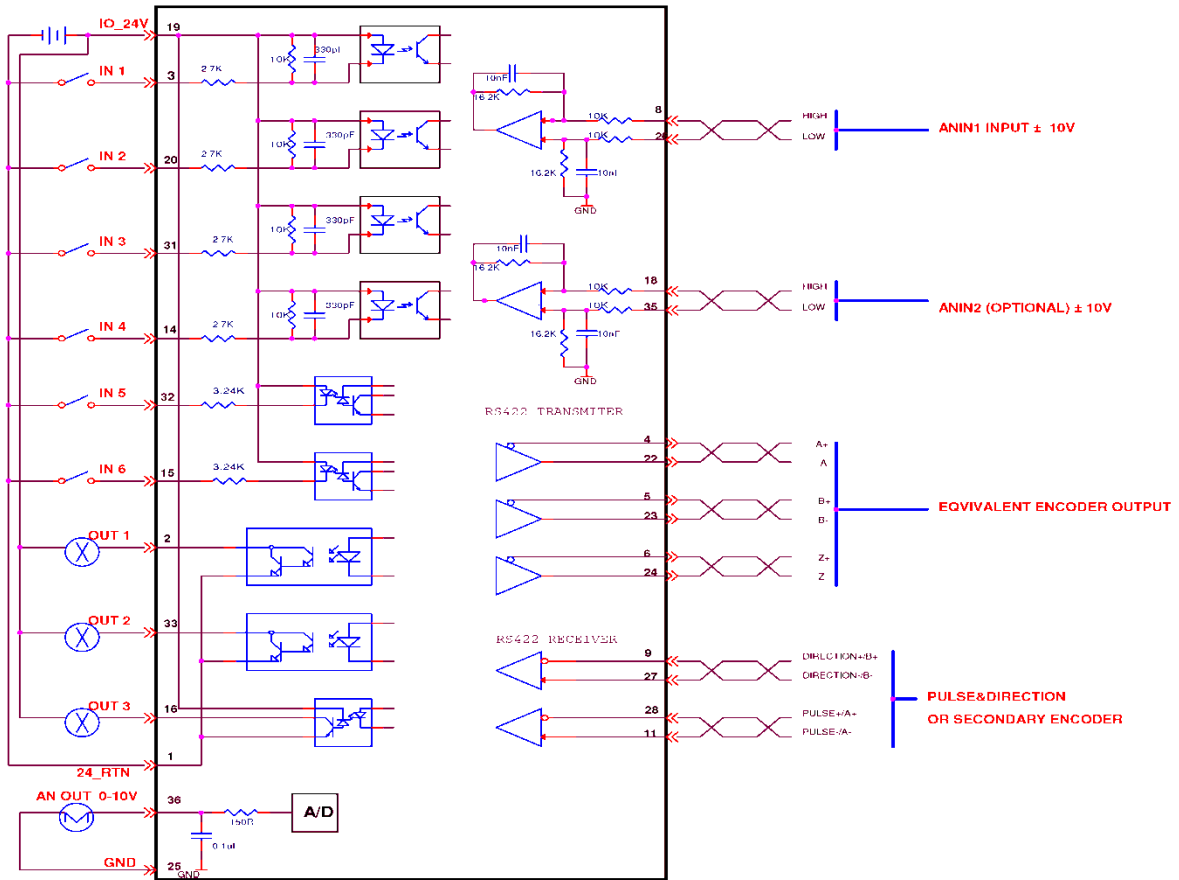 IO_24V
19
IN 1
3
2.7K
10K
330pf
IN 2
20
2.7K
10K
330pF
IN 3
31
2.7K
10K
330pF
IN 4
14
2.7K
10K
330pF
IN 5
32
3.24K
IN 6
15
3.24K
OUT 1
2
OUT 2
33
OUT 3
16
24_RTN
1
AN OUT 0-10V
36
150R
A/D
0.1uf
GND
25
GND
10nF
16.2K
10K
8
HIGH
10K
LOW
16.2K
10nf
GND
ANIN1 INPUT ± 10V
10nF
16.2K
10K
18
HIGH
10K
35
LOW
16.2K
10nF
GND
ANIN2 (OPTIONAL) ± 10V
RS422 TRANSMITER
4
A+
22
A
5
B+
23
B-
6
Z+
24
Z
EQVIVALENT ENCODER OUTPUT
RS422 RECEIVER
9
DIRECTION+/B+
27
DIRECTION-/B-
28
PULSE+/A+
11
PULSE-/A-
PULSE&DIRECTION
OR SECONDARY ENCODER